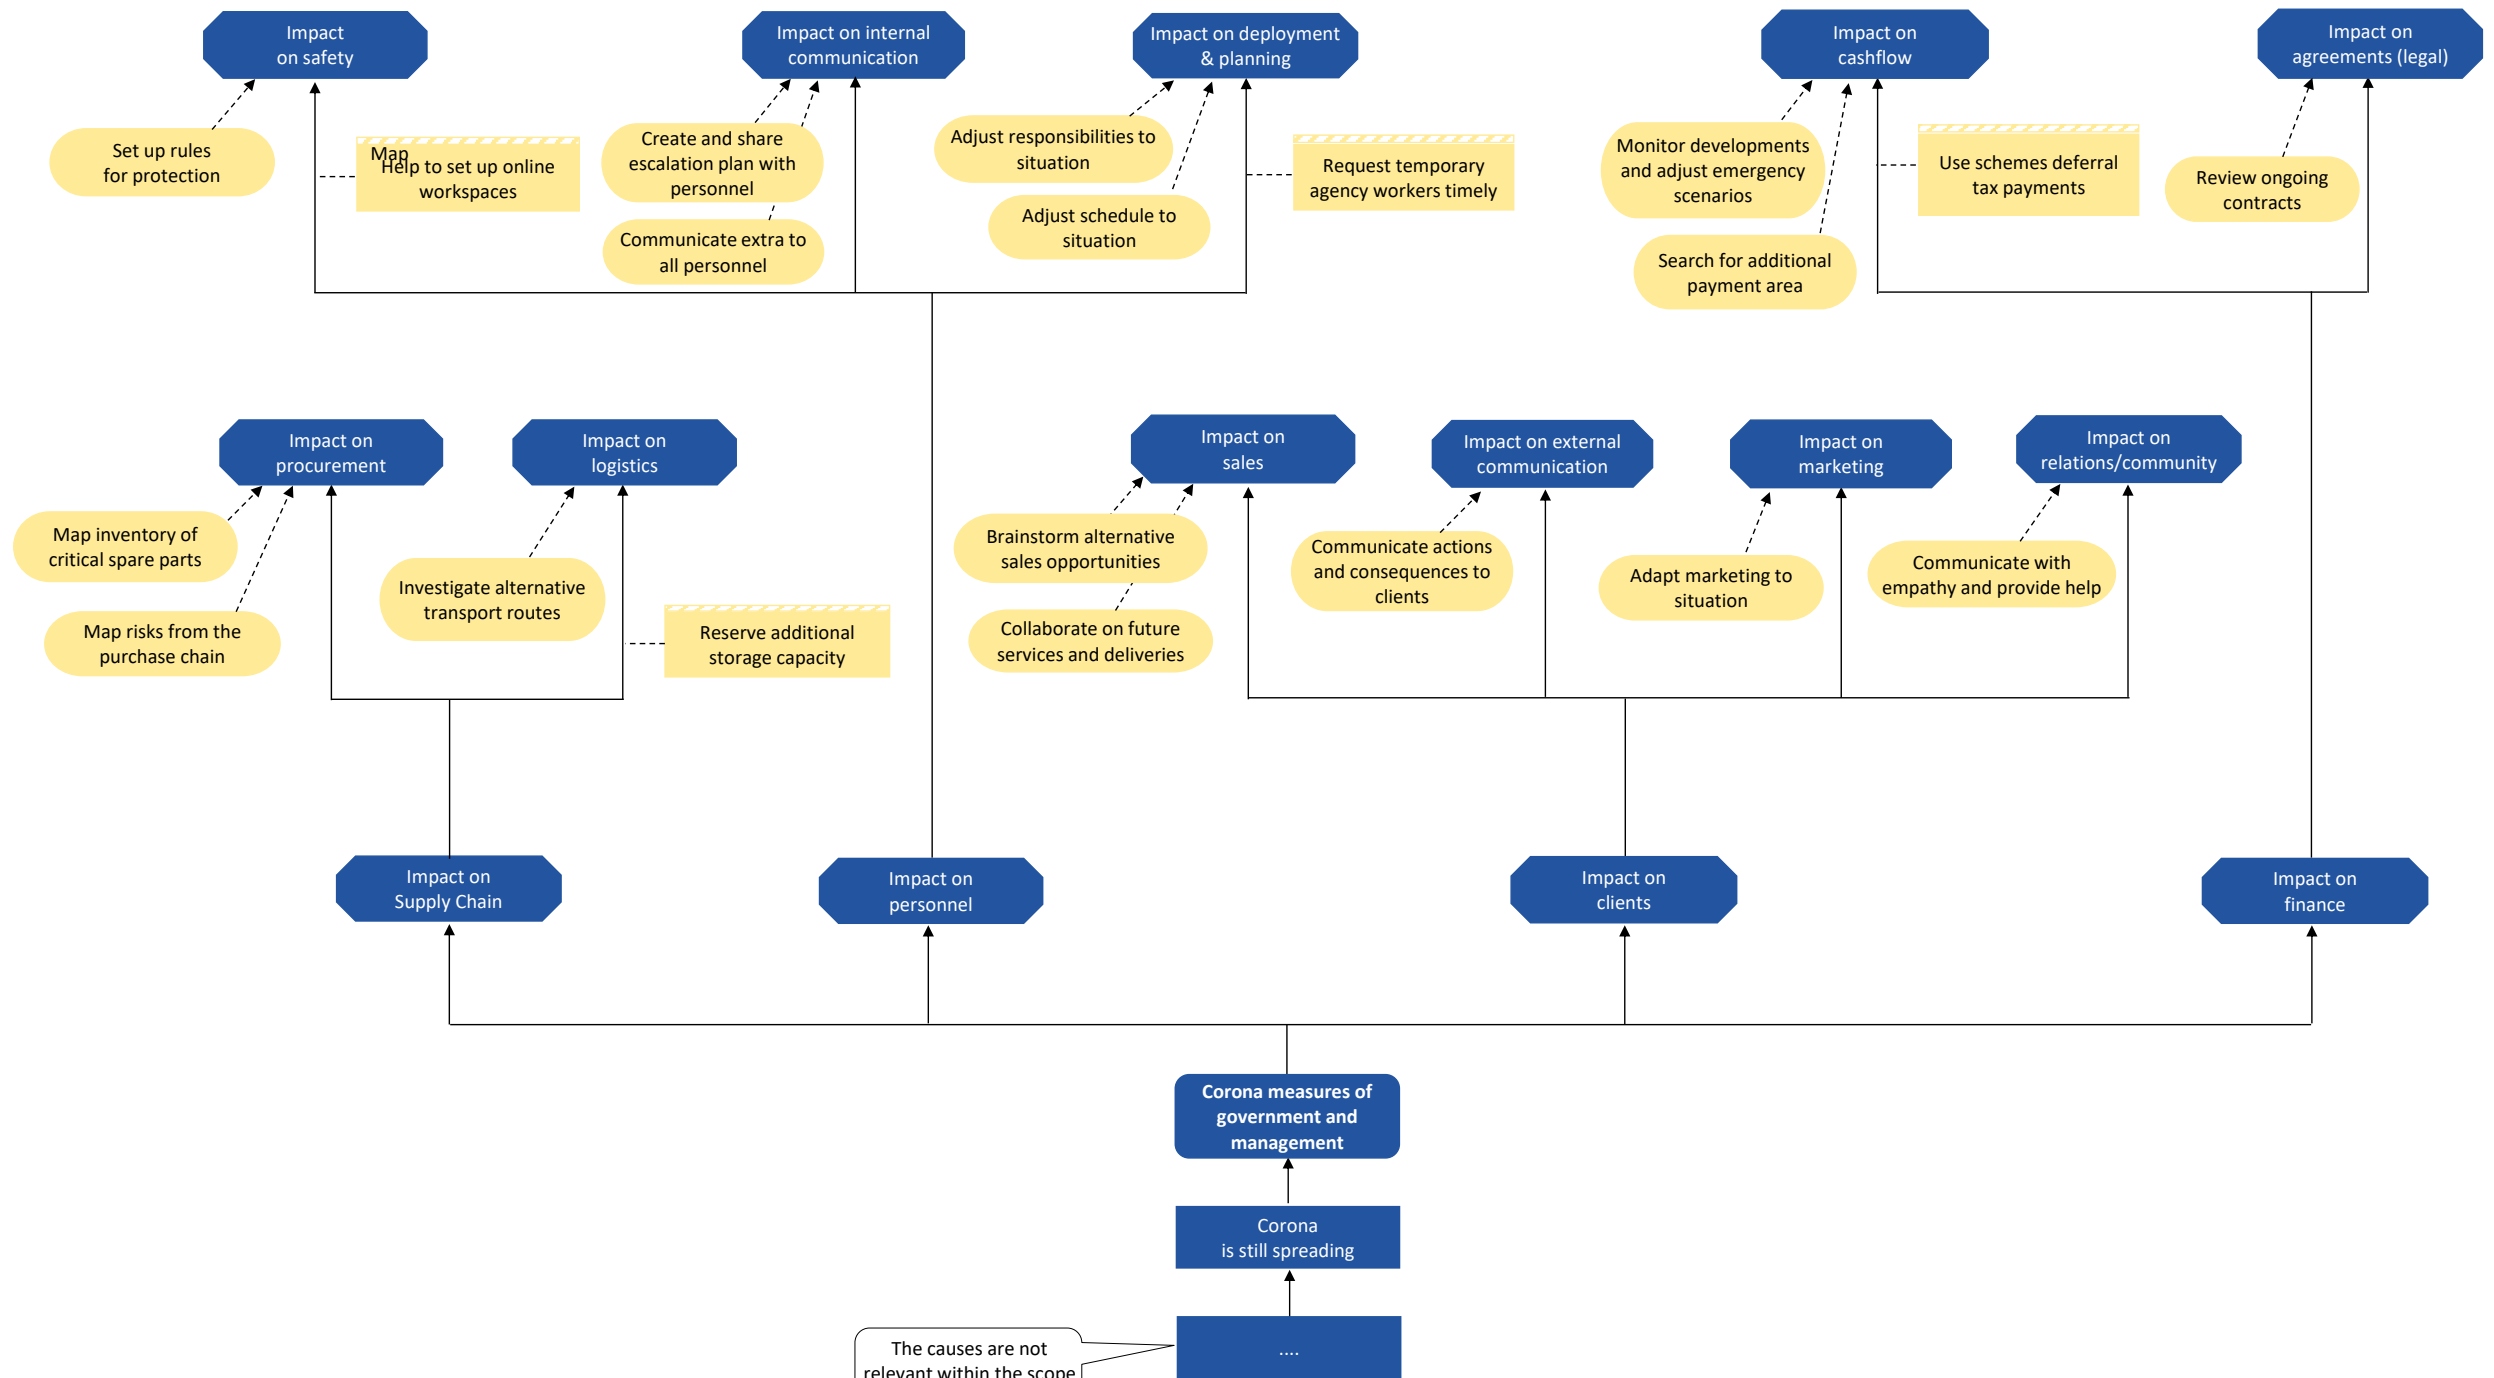 Impact
on safety
Impact on internal
communication
Impact on deployment
& planning
Impact on
cashflow
Impact on
agreements (legal)
Set up rules
for protection
Map
Help to set up online
workspaces
Create and share
escalation plan with
personnel
Communicate extra to
all personnel
Adjust responsibilities to
situation
Adjust schedule to
situation
Request temporary
agency workers timely
Monitor developments
and adjust emergency
scenarios
Search for additional
payment area
Use schemes deferral
tax payments
Review ongoing
contracts
Impact on
procurement
Impact on
logistics
Impact on
sales
Impact on external
communication
Impact on
marketing
Impact on
relations/community
Map inventory of
critical spare parts
Map risks from the
purchase chain
Investigate alternative
transport routes
Reserve additional
storage capacity
Brainstorm alternative
sales opportunities
Collaborate on future
services and deliveries
Communicate actions
and consequences to
clients
Adapt marketing to
situation
Communicate with
empathy and provide help
Impact on
Supply Chain
Impact on
personnel
Impact on
clients
Impact on
finance
Corona measures of
government and
management
Corona
is still spreading
....
The causes are not
relevant within the scope